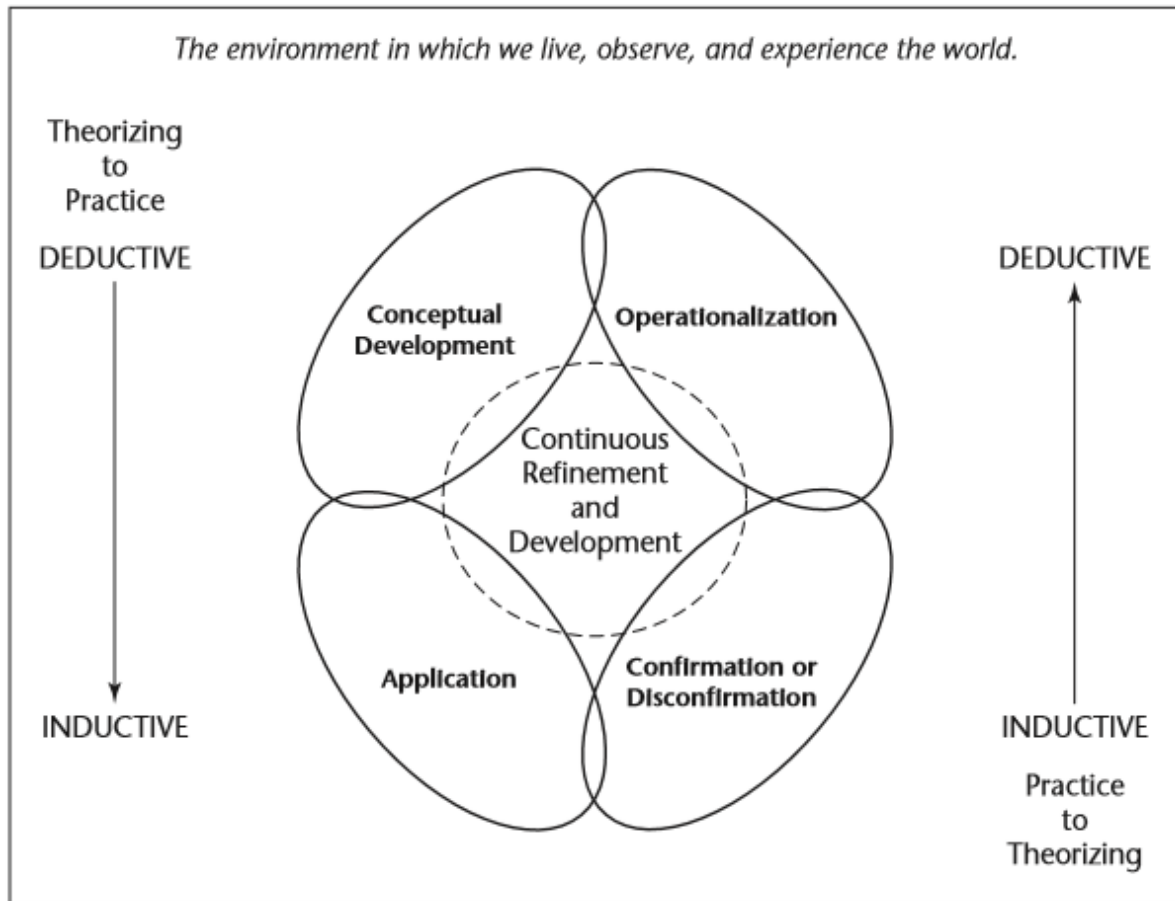 The environment in which we live, observe, and experience the world.
Theorizing
to
Practice
DEDUCTIVE
INDUCTIVE
Conceptual
Development
Operationalization
Continuous
Refinement
and
Development
Application
Confirmation or
Disconfirmation
DEDUCTIVE
INDUCTIVE
Practice
to
Theorizing